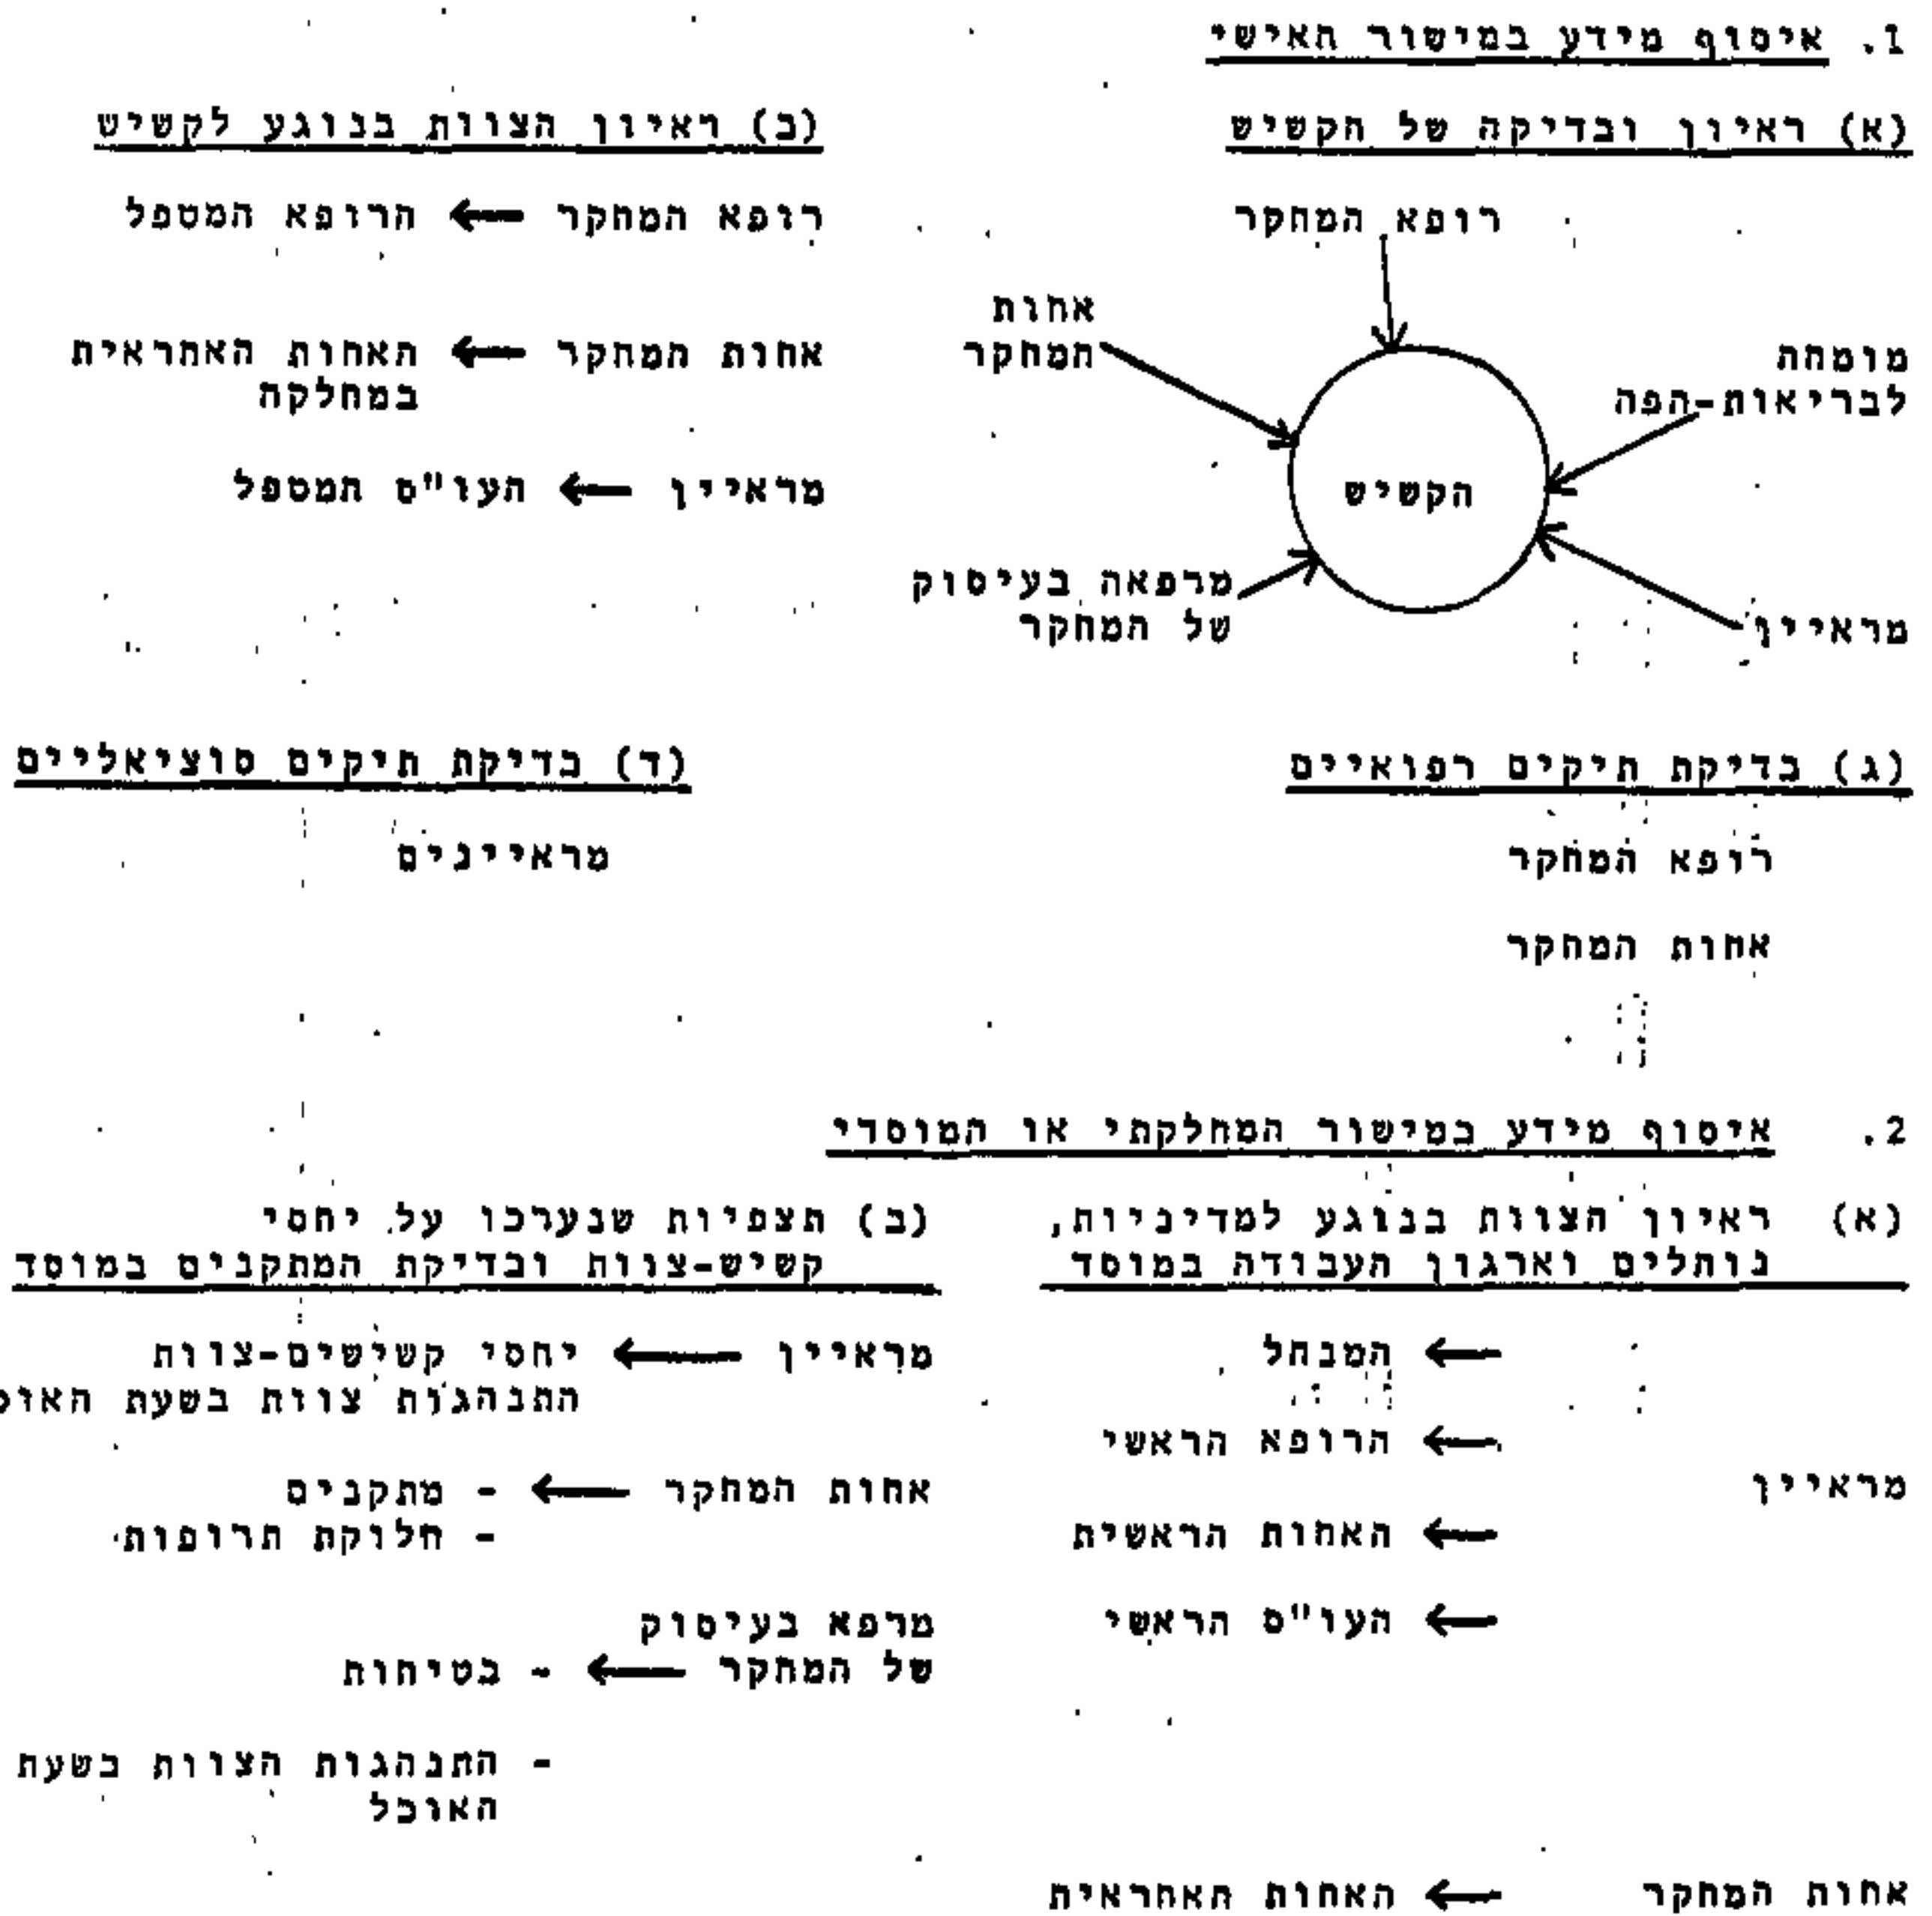 1. איסוף מידע במישור האישי
(א) ראיון ובדיקה של הקשיש
רופא המחקר
אחות
המחקר
מומחה
לבריאות-הפה
הקשיש
מרפאה בעיסוק
של המחקר
מראיין
(ב) ראיון הצוות בנוגע לקשיש
רופא המחקר ← הרופא המטפל
אחות המחקר ← האחות האחראית
במחלקה
מראיין ← העו"ס המטפל
(ג) בדיקת תיקים רפואיים
רופא המחקר
אחות המחקר
(ד) בדיקת תיקים סוציאליים
מראיינים
2. איסוף מידע במישור המחלקתי או המוסדי
(א) ראיון הצוות בנוגע למדיניות,
נוהלים וארגון העבודה במוסד
← המנהל
← הרופא הראשי
מראיין
← האחות הראשית
← העו"ס הראשי
אחות המחקר ← האחות האחראית
(ב) תצפיות שנערכו על יחסי
קשיש-צוות ובדיקת המתקנים במוסד
מראיין ← יחסי קשישים-צוות
התנהגות צוות בשעת
אחות המחקר ← - מתקנים
- חלוקת תרופות
מרפא בעיסוק
של המחקר ← - בטיחות
- התנהגות הצוות בשעת
האוכל